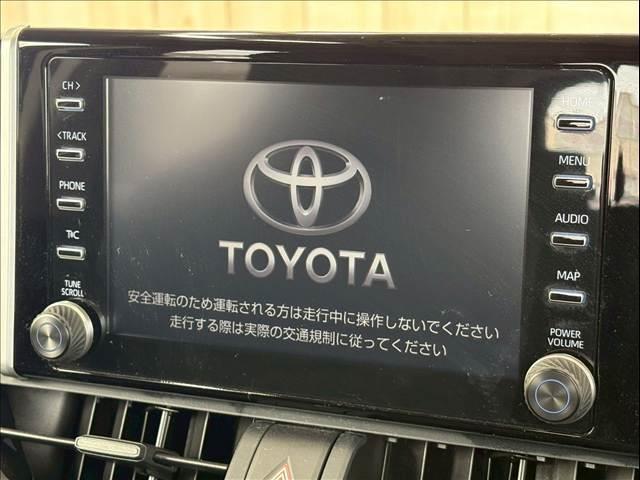 CH >
<TRACK
PHONE
T∞C
TUNE
SCROLL
HOME
MENU
AUDIO
MAP
POWER
VOLUME
TOYOTA
安全運転のため運転される方は走行中に操作しないでください
走行する際は実際の交通規制に従ってください